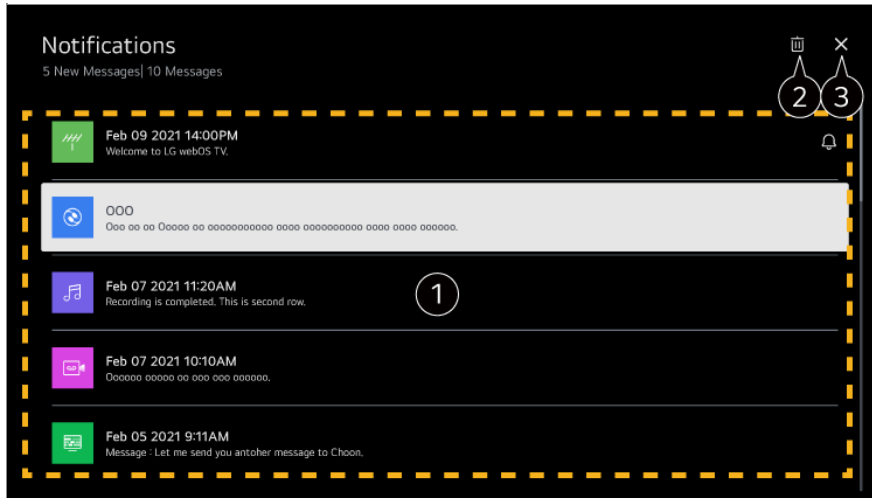 Notifications
5 New Messages| 10 Messages
2 3
Feb 09 2021 14:00PM
Welcome to LG webOS TV.
OOO
Ooo oo oo Ooooo oo ooooooooooo oooo oooooooooo oooo oooo oooooo.
Feb 07 2021 11:20AM
Recording is completed. This is second row.
1
Feb 07 2021 10:10AM
Oooooo ooooo oo ooo ooo oooooo.
Feb 05 2021 9:11AM
Message : Let me send you antoher message to Choon.